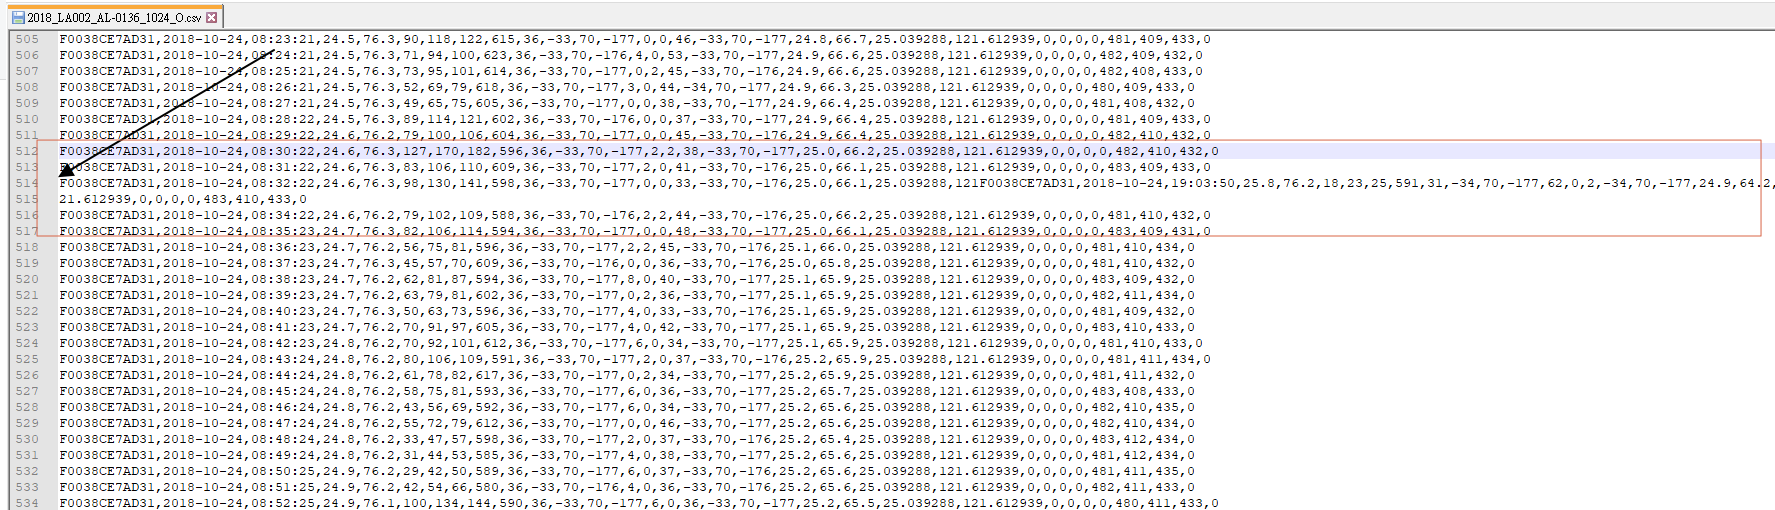 2018_LA002_AL-0136_1024_O.csv
505 F0038CE7AD31,2018-10-24,08:23:21,24.5,76.3,90,118,122,615,36,-33,70,-177,0,0,46,-33,70,-177,24.8,66.7,25.039288,121.612939,0,0,0,0,481,409,433,0
506 F0038CE7AD31,2018-10-24,08:24:21,24.5,76.3,71,94,100,623,36,-33,70,-176,4,0,53,-33,70,-177,24.9,66.6,25.039288,121.612939,0,0,0,0,482,409,432,0
507 F0038CE7AD31,2018-10-24,08:25:21,24.5,76.3,73,95,101,614,36,-33,70,-177,0,2,45,-33,70,-176,24.9,66.6,25.039288,121.612939,0,0,0,0,482,408,433,0
508 F0038CE7AD31,2018-10-24,08:26:21,24.5,76.3,52,69,79,618,36,-33,70,-177,3,0,44,-34,70,-177,24.9,66.3,25.039288,121.612939,0,0,0,0,480,409,433,0
509 F0038CE7AD31,2018-10-24,08:27:21,24.5,76.3,49,65,75,605,36,-33,70,-177,0,0,38,-33,70,-177,24.9,66.4,25.039288,121.612939,0,0,0,0,481,408,432,0
510 F0038CE7AD31,2018-10-24,08:28:22,24.5,76.3,89,114,121,602,36,-33,70,-176,0,0,37,-33,70,-177,24.9,66.4,25.039288,121.612939,0,0,0,0,481,409,433,0
511 F0038CE7AD31,2018-10-24,08:29:22,24.6,76.2,79,100,106,604,36,-33,70,-177,0,0,45,-33,70,-176,24.9,66.4,25.039288,121.612939,0,0,0,0,482,410,432,0
512 F0038CE7AD31,2018-10-24,08:30:22,24.6,76.3,127,170,182,596,36,-33,70,-177,2,2,38,-33,70,-177,25.0,66.2,25.039288,121.612939,0,0,0,0,482,410,432,0
513 F0038CE7AD31,2018-10-24,08:31:22,24.6,76.3,83,106,110,609,36,-33,70,-177,2,0,41,-33,70,-176,25.0,66.1,25.039288,121.612939,0,0,0,0,483,409,433,0
514 F0038CE7AD31,2018-10-24,08:32:22,24.6,76.3,98,130,141,598,36,-33,70,-177,0,0,33,-33,70,-176,25.0,66.1,25.039288,121F0038CE7AD31,2018-10-24,19:03:50,25.8,76.2,18,23,25,591,31,-34,70,-177,62,0,2,-34,70,-177,24.9,64.2,
515 21.612939,0,0,0,0,483,410,433,0
516 F0038CE7AD31,2018-10-24,08:34:22,24.6,76.2,79,102,109,588,36,-33,70,-176,2,2,44,-33,70,-177,25.0,66.2,25.039288,121.612939,0,0,0,0,481,410,432,0
517 F0038CE7AD31,2018-10-24,08:35:23,24.7,76.3,82,106,114,594,36,-33,70,-177,0,0,48,-33,70,-177,25.0,66.1,25.039288,121.612939,0,0,0,0,483,409,431,0
518 F0038CE7AD31,2018-10-24,08:36:23,24.7,76.2,56,75,81,596,36,-33,70,-177,2,2,45,-33,70,-176,25.1,66.0,25.039288,121.612939,0,0,0,0,481,410,434,0
519 F0038CE7AD31,2018-10-24,08:37:23,24.7,76.3,45,57,70,609,36,-33,70,-176,0,0,36,-33,70,-176,25.0,65.8,25.039288,121.612939,0,0,0,0,481,410,432,0
520 F0038CE7AD31,2018-10-24,08:38:23,24.7,76.2,62,81,87,594,36,-33,70,-177,8,0,40,-33,70,-177,25.1,65.9,25.039288,121.612939,0,0,0,0,483,409,432,0
521 F0038CE7AD31,2018-10-24,08:39:23,24.7,76.2,63,79,81,602,36,-33,70,-177,0,2,36,-33,70,-177,25.1,65.9,25.039288,121.612939,0,0,0,0,482,411,434,0
522 F0038CE7AD31,2018-10-24,08:40:23,24.7,76.3,50,63,73,596,36,-33,70,-177,4,0,33,-33,70,-176,25.1,65.9,25.039288,121.612939,0,0,0,0,481,409,432,0
523 F0038CE7AD31,2018-10-24,08:41:23,24.7,76.2,70,91,97,605,36,-33,70,-177,4,0,42,-33,70,-177,25.1,65.9,25.039288,121.612939,0,0,0,0,483,410,433,0
524 F0038CE7AD31,2018-10-24,08:42:23,24.8,76.2,70,92,101,612,36,-33,70,-177,6,0,34,-33,70,-177,25.1,65.9,25.039288,121.612939,0,0,0,0,481,410,433,0
525 F0038CE7AD31,2018-10-24,08:43:24,24.8,76.2,80,106,109,591,36,-33,70,-177,2,0,37,-33,70,-176,25.2,65.9,25.039288,121.612939,0,0,0,0,481,411,434,0
526 F0038CE7AD31,2018-10-24,08:44:24,24.8,76.2,61,78,82,617,36,-33,70,-177,0,2,34,-33,70,-177,25.2,65.9,25.039288,121.612939,0,0,0,0,481,411,432,0
527 F0038CE7AD31,2018-10-24,08:45:24,24.8,76.2,58,75,81,593,36,-33,70,-177,6,0,36,-33,70,-177,25.2,65.7,25.039288,121.612939,0,0,0,0,483,408,433,0
528 F0038CE7AD31,2018-10-24,08:46:24,24.8,76.2,43,56,69,592,36,-33,70,-177,6,0,34,-33,70,-177,25.2,65.6,25.039288,121.612939,0,0,0,0,482,410,435,0
529 F0038CE7AD31,2018-10-24,08:47:24,24.8,76.2,55,72,79,612,36,-33,70,-177,0,0,46,-33,70,-177,25.2,65.6,25.039288,121.612939,0,0,0,0,482,410,434,0
530 F0038CE7AD31,2018-10-24,08:48:24,24.8,76.2,33,47,57,598,36,-33,70,-177,2,0,37,-33,70,-176,25.2,65.4,25.039288,121.612939,0,0,0,0,483,412,434,0
531 F0038CE7AD31,2018-10-24,08:49:24,24.8,76.2,31,44,53,585,36,-33,70,-177,4,0,38,-33,70,-177,25.2,65.6,25.039288,121.612939,0,0,0,0,481,412,434,0
532 F0038CE7AD31,2018-10-24,08:50:25,24.9,76.2,29,42,50,589,36,-33,70,-177,6,0,37,-33,70,-176,25.2,65.6,25.039288,121.612939,0,0,0,0,481,411,435,0
533 F0038CE7AD31,2018-10-24,08:51:25,24.9,76.2,42,54,66,580,36,-33,70,-176,4,0,36,-33,70,-177,25.2,65.6,25.039288,121.612939,0,0,0,0,482,411,433,0
534 F0038CE7AD31,2018-10-24,08:52:25,24.9,76.1,100,134,144,590,36,-33,70,-177,6,0,36,-33,70,-177,25.2,65.5,25.039288,121.612939,0,0,0,0,480,411,433,0